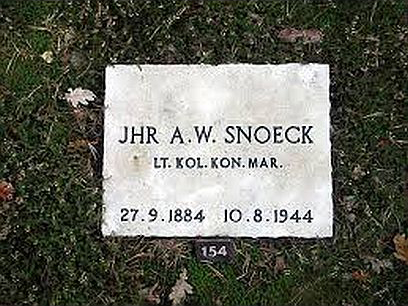 JHR A.W. SNOECK
LT. KOL. KON. MAR.
27.9.1884 10.8.1944
154